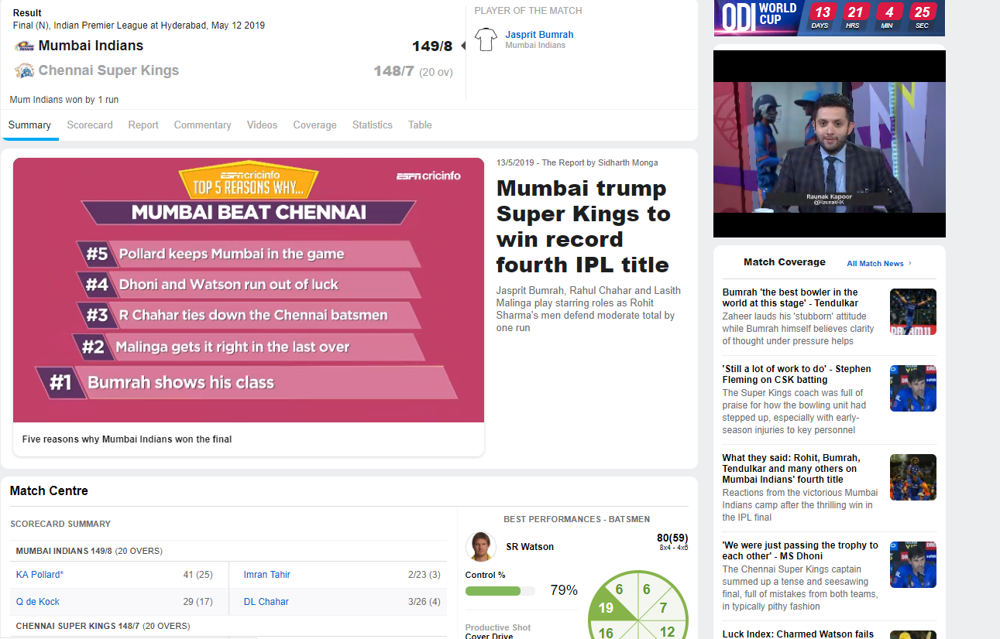 Result
Final (N), Indian Premier League at Hyderabad, May 12 2019
Mumbai Indians 149/8
Chennai Super Kings 148/7 (20 ov)
Mum Indians won by 1 run
PLAYER OF THE MATCH
Jasprit Bumrah
Mumbai Indians
Summary Scorecard Report Commentary Videos Coverage Statistics Table
ESPNcricinfo
TOP 5 REASONS WHY...
ESPNcricinfo
MUMBAI BEAT CHENNAI
#5 Pollard keeps Mumbai in the game
#4 Dhoni and Watson run out of luck
#3 R Chahar ties down the Chennai batsmen
#2 Malinga gets it right in the last over
#1 Bumrah shows his class
Five reasons why Mumbai Indians won the final
13/5/2019 - The Report by Sidharth Monga
Mumbai trump
Super Kings to
win record
fourth IPL title
Jasprit Bumrah, Rahul Chahar and Lasith
Malinga play starring roles as Rohit
Sharma's men defend moderate total by
one run
Match Centre
SCORECARD SUMMARY
MUMBAI INDIANS 149/8 (20 OVERS)
KA Pollard* 41 (25) Imran Tahir 2/23 (3)
Q de Kock 29 (17) DL Chahar 3/26 (4)
CHENNAI SUPER KINGS 148/7 (20 OVERS)
BEST PERFORMANCES - BATSMEN
SR Watson 80(59)
8x4 - 4x6
Control %
79%
Productive Shot
Cover Drive
6 6
19 7
16 12
ODI WORLD
CUP
13 21 4 25
DAYS HRS MIN SEC
Raunak Kapoor
@RaunakRK
Match Coverage All Match News
Bumrah 'the best bowler in the
world at this stage' - Tendulkar
Zaheer lauds his 'stubborn' attitude
while Bumrah himself believes clarity
of thought under pressure helps
'Still a lot of work to do' - Stephen
Fleming on CSK batting
The Super Kings coach was full of
praise for how the bowling unit had
stepped up, especially with early-
season injuries to key personnel
What they said: Rohit, Bumrah,
Tendulkar and many others on
Mumbai Indians' fourth title
Reactions from the victorious Mumbai
Indians camp after the thrilling win in
the IPL final
'We were just passing the trophy to
each other' - MS Dhoni
The Chennai Super Kings captain
summed up a tense and seesawing
final, full of mistakes from both teams,
in typically pithy fashion
Luck Index: Charmed Watson fails